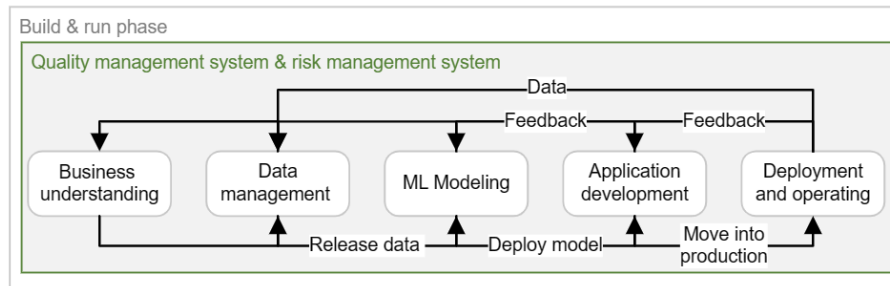 Build & run phase
Quality management system & risk management system
Data
Feedback
Feedback
Business
understanding
Data
management
ML Modeling
Application
development
Deployment
and operating
Release data
Deploy model
Move into
production